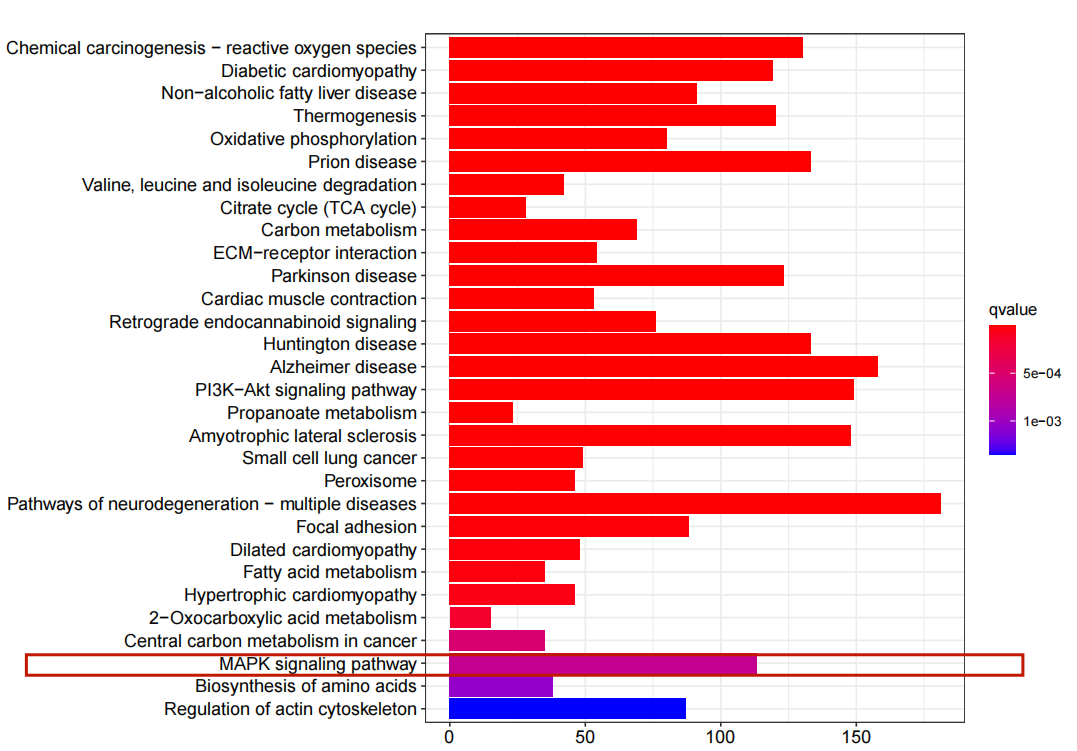 Chemical carcinogenesis − reactive oxygen species
Diabetic cardiomyopathy
Non−alcoholic fatty liver disease
Thermogenesis
Oxidative phosphorylation
Prion disease
Valine, leucine and isoleucine degradation
Citrate cycle (TCA cycle)
Carbon metabolism
ECM−receptor interaction
Parkinson disease
Cardiac muscle contraction
Retrograde endocannabinoid signaling
Huntington disease
Alzheimer disease
PI3K−Akt signaling pathway
Propanoate metabolism
Amyotrophic lateral sclerosis
Small cell lung cancer
Peroxisome
Pathways of neurodegeneration − multiple diseases
Focal adhesion
Dilated cardiomyopathy
Fatty acid metabolism
Hypertrophic cardiomyopathy
2−Oxocarboxylic acid metabolism
Central carbon metabolism in cancer
MAPK signaling pathway
Biosynthesis of amino acids
Regulation of actin cytoskeleton
0 50 100 150
qvalue
5e−04
1e−03